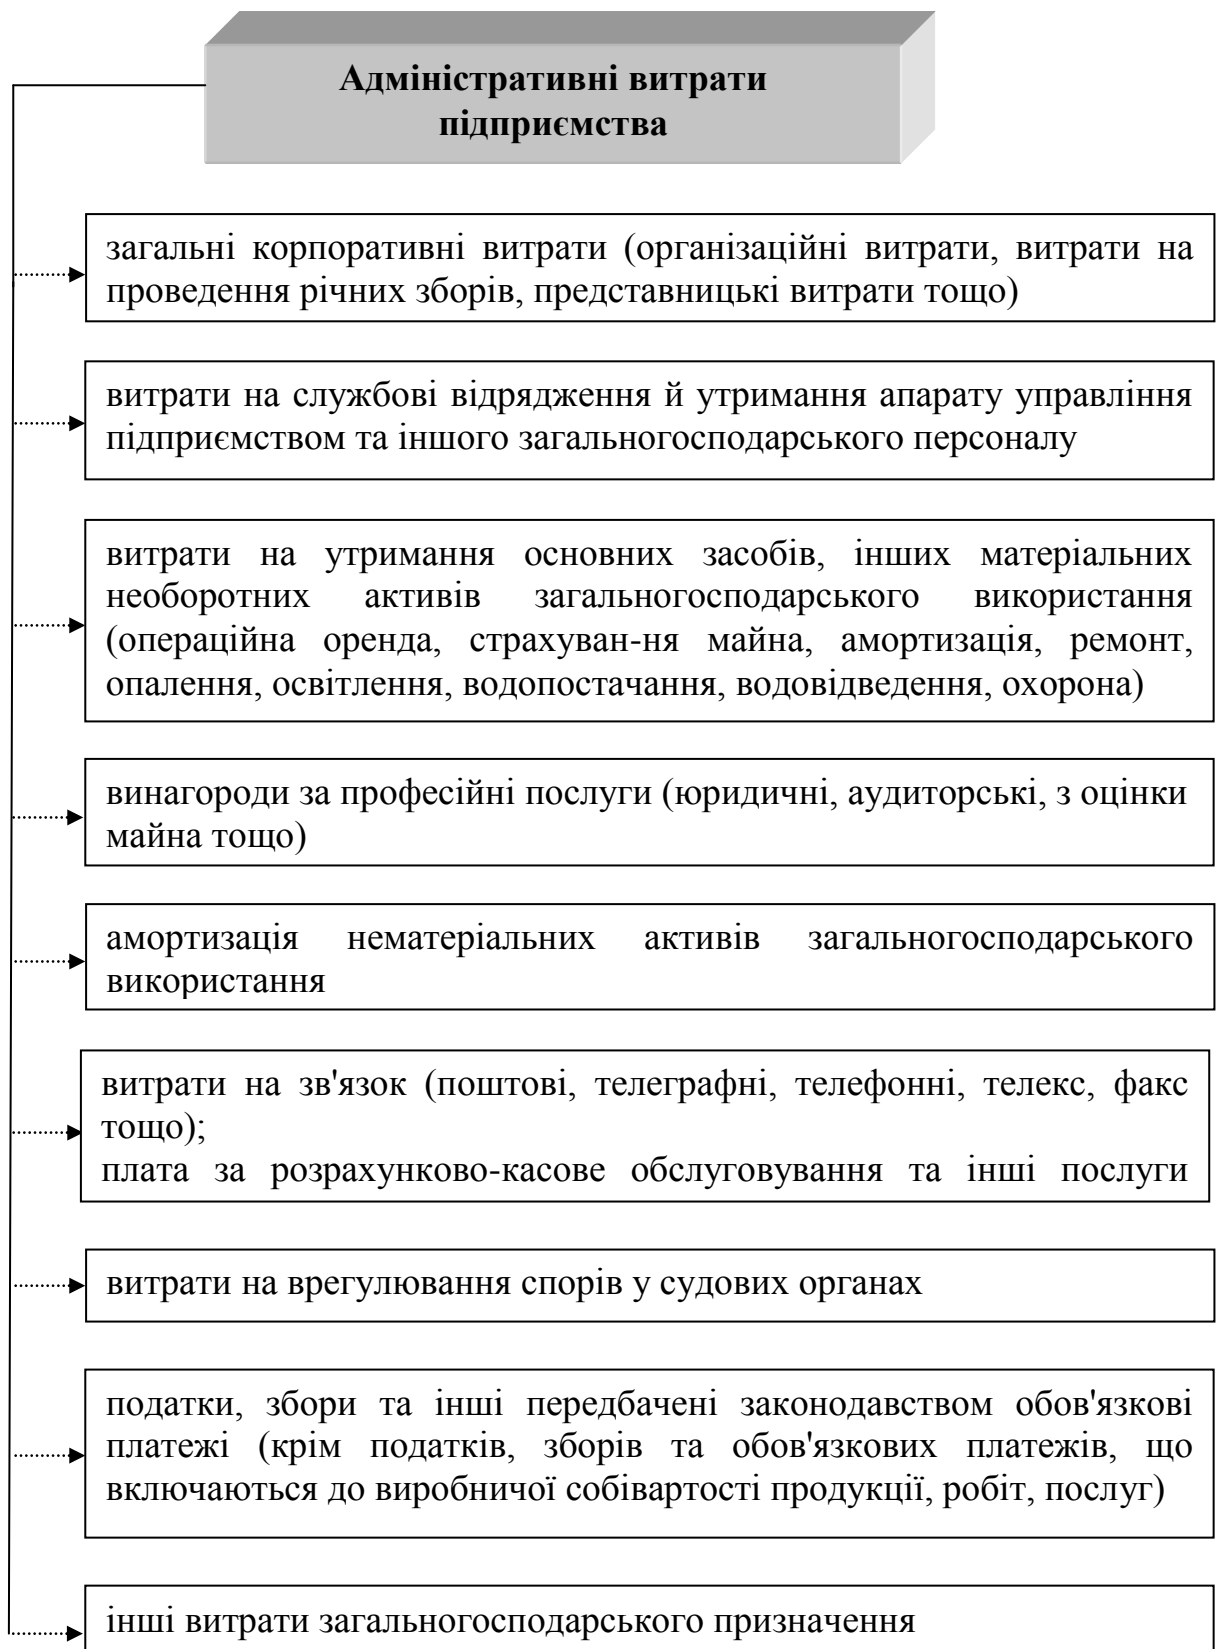 Адміністративні витрати
підприємства
загальні корпоративні витрати (організаційні витрати, витрати на
проведення річних зборів, представницькі витрати тощо)
витрати на службові відрядження й утримання апарату управління
підприємством та іншого загальногосподарського персоналу
витрати на утримання основних засобів, інших матеріальних
необоротних активів загальногосподарського використання
(операційна оренда, страхуван-ня майна, амортизація, ремонт,
опалення, освітлення, водопостачання, водовідведення, охорона)
винагороди за професійні послуги (юридичні, аудиторські, з оцінки
майна тощо)
амортизація нематеріальних активів загальногосподарського
використання
витрати на зв'язок (поштові, телеграфні, телефонні, телекс, факс
тощо);
плата за розрахунково-касове обслуговування та інші послуги
витрати на врегулювання спорів у судових органах
податки, збори та інші передбачені законодавством обов'язкові
платежі (крім податків, зборів та обов'язкових платежів, що
включаються до виробничої собівартості продукції, робіт, послуг)
інші витрати загальногосподарського призначення